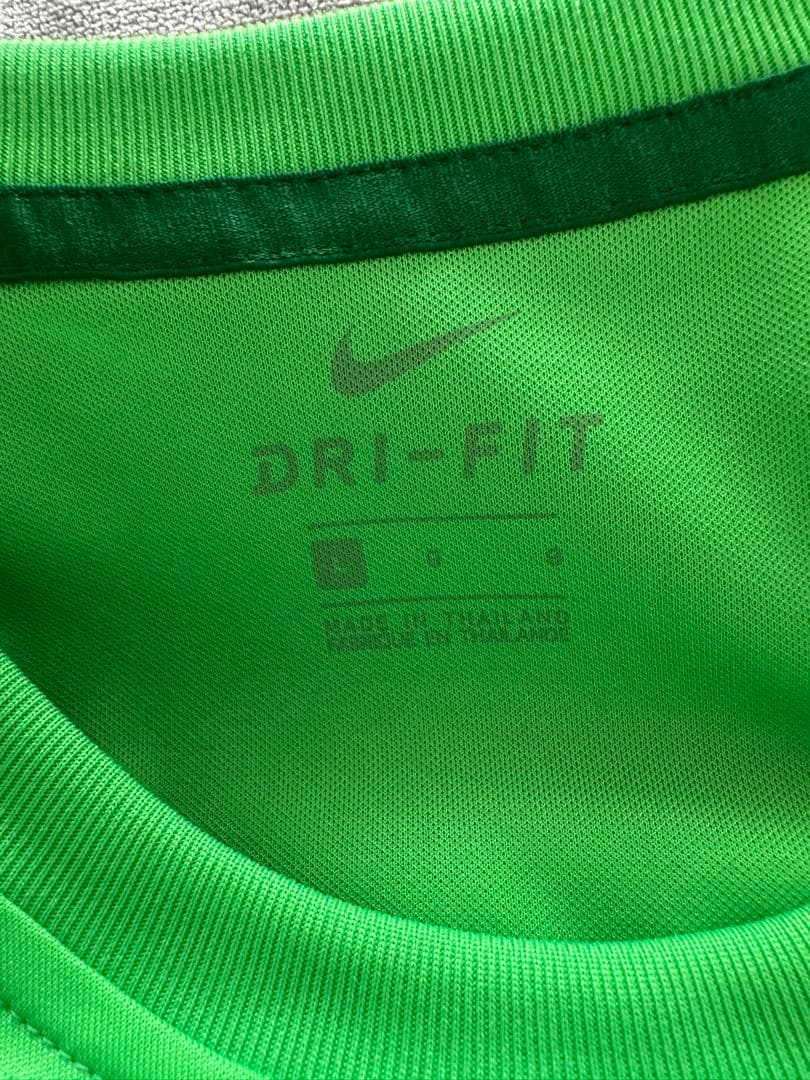 DRI-FIT
L G G
MADE IN THAILAND
FABRIQUÉ EN THAÏLANDE